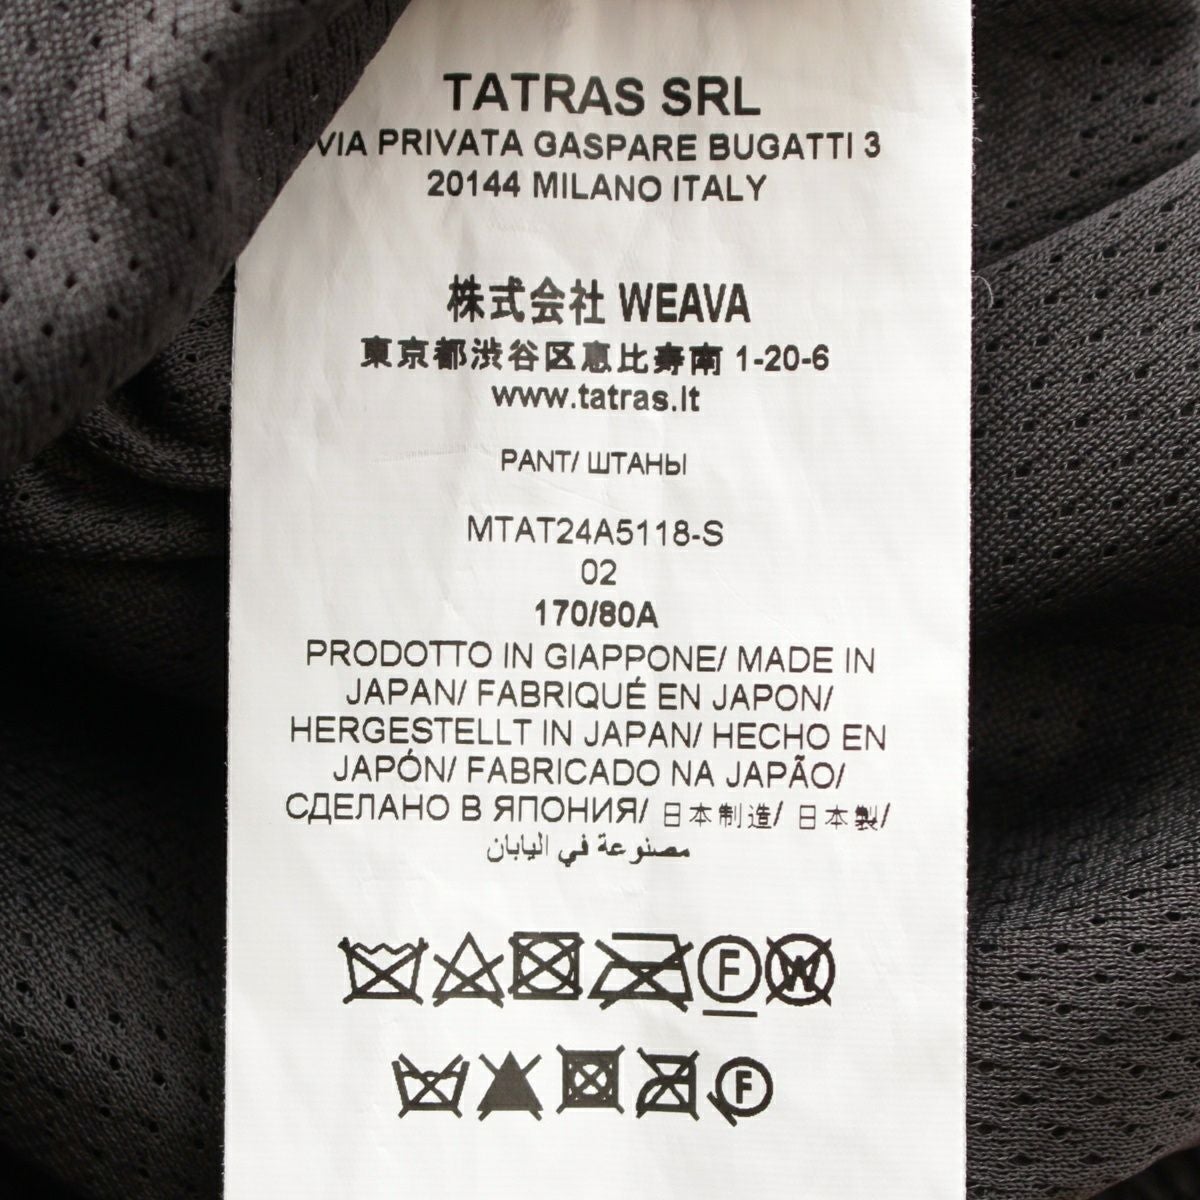 TATRAS SRL
VIA PRIVATA GASPARE BUGATTI 3
20144 MILANO ITALY
株式会社 WEAVA
東京都渋谷区恵比寿南 1-20-6
www.tatras.it
PANT/ ШТАНЫ
MTAT24A5118-S
02
170/80A
PRODOTTO IN GIAPPONE/ MADE IN
JAPAN/ FABRIQUÉ EN JAPON/
HERGESTELLT IN JAPAN/ HECHO EN
JAPÓN/ FABRICADO NA JAPÃO/
СДЕЛАНО В ЯПОНИЯ/ 日本制造/ 日本製/
مصنوعة في اليابان
F W
F